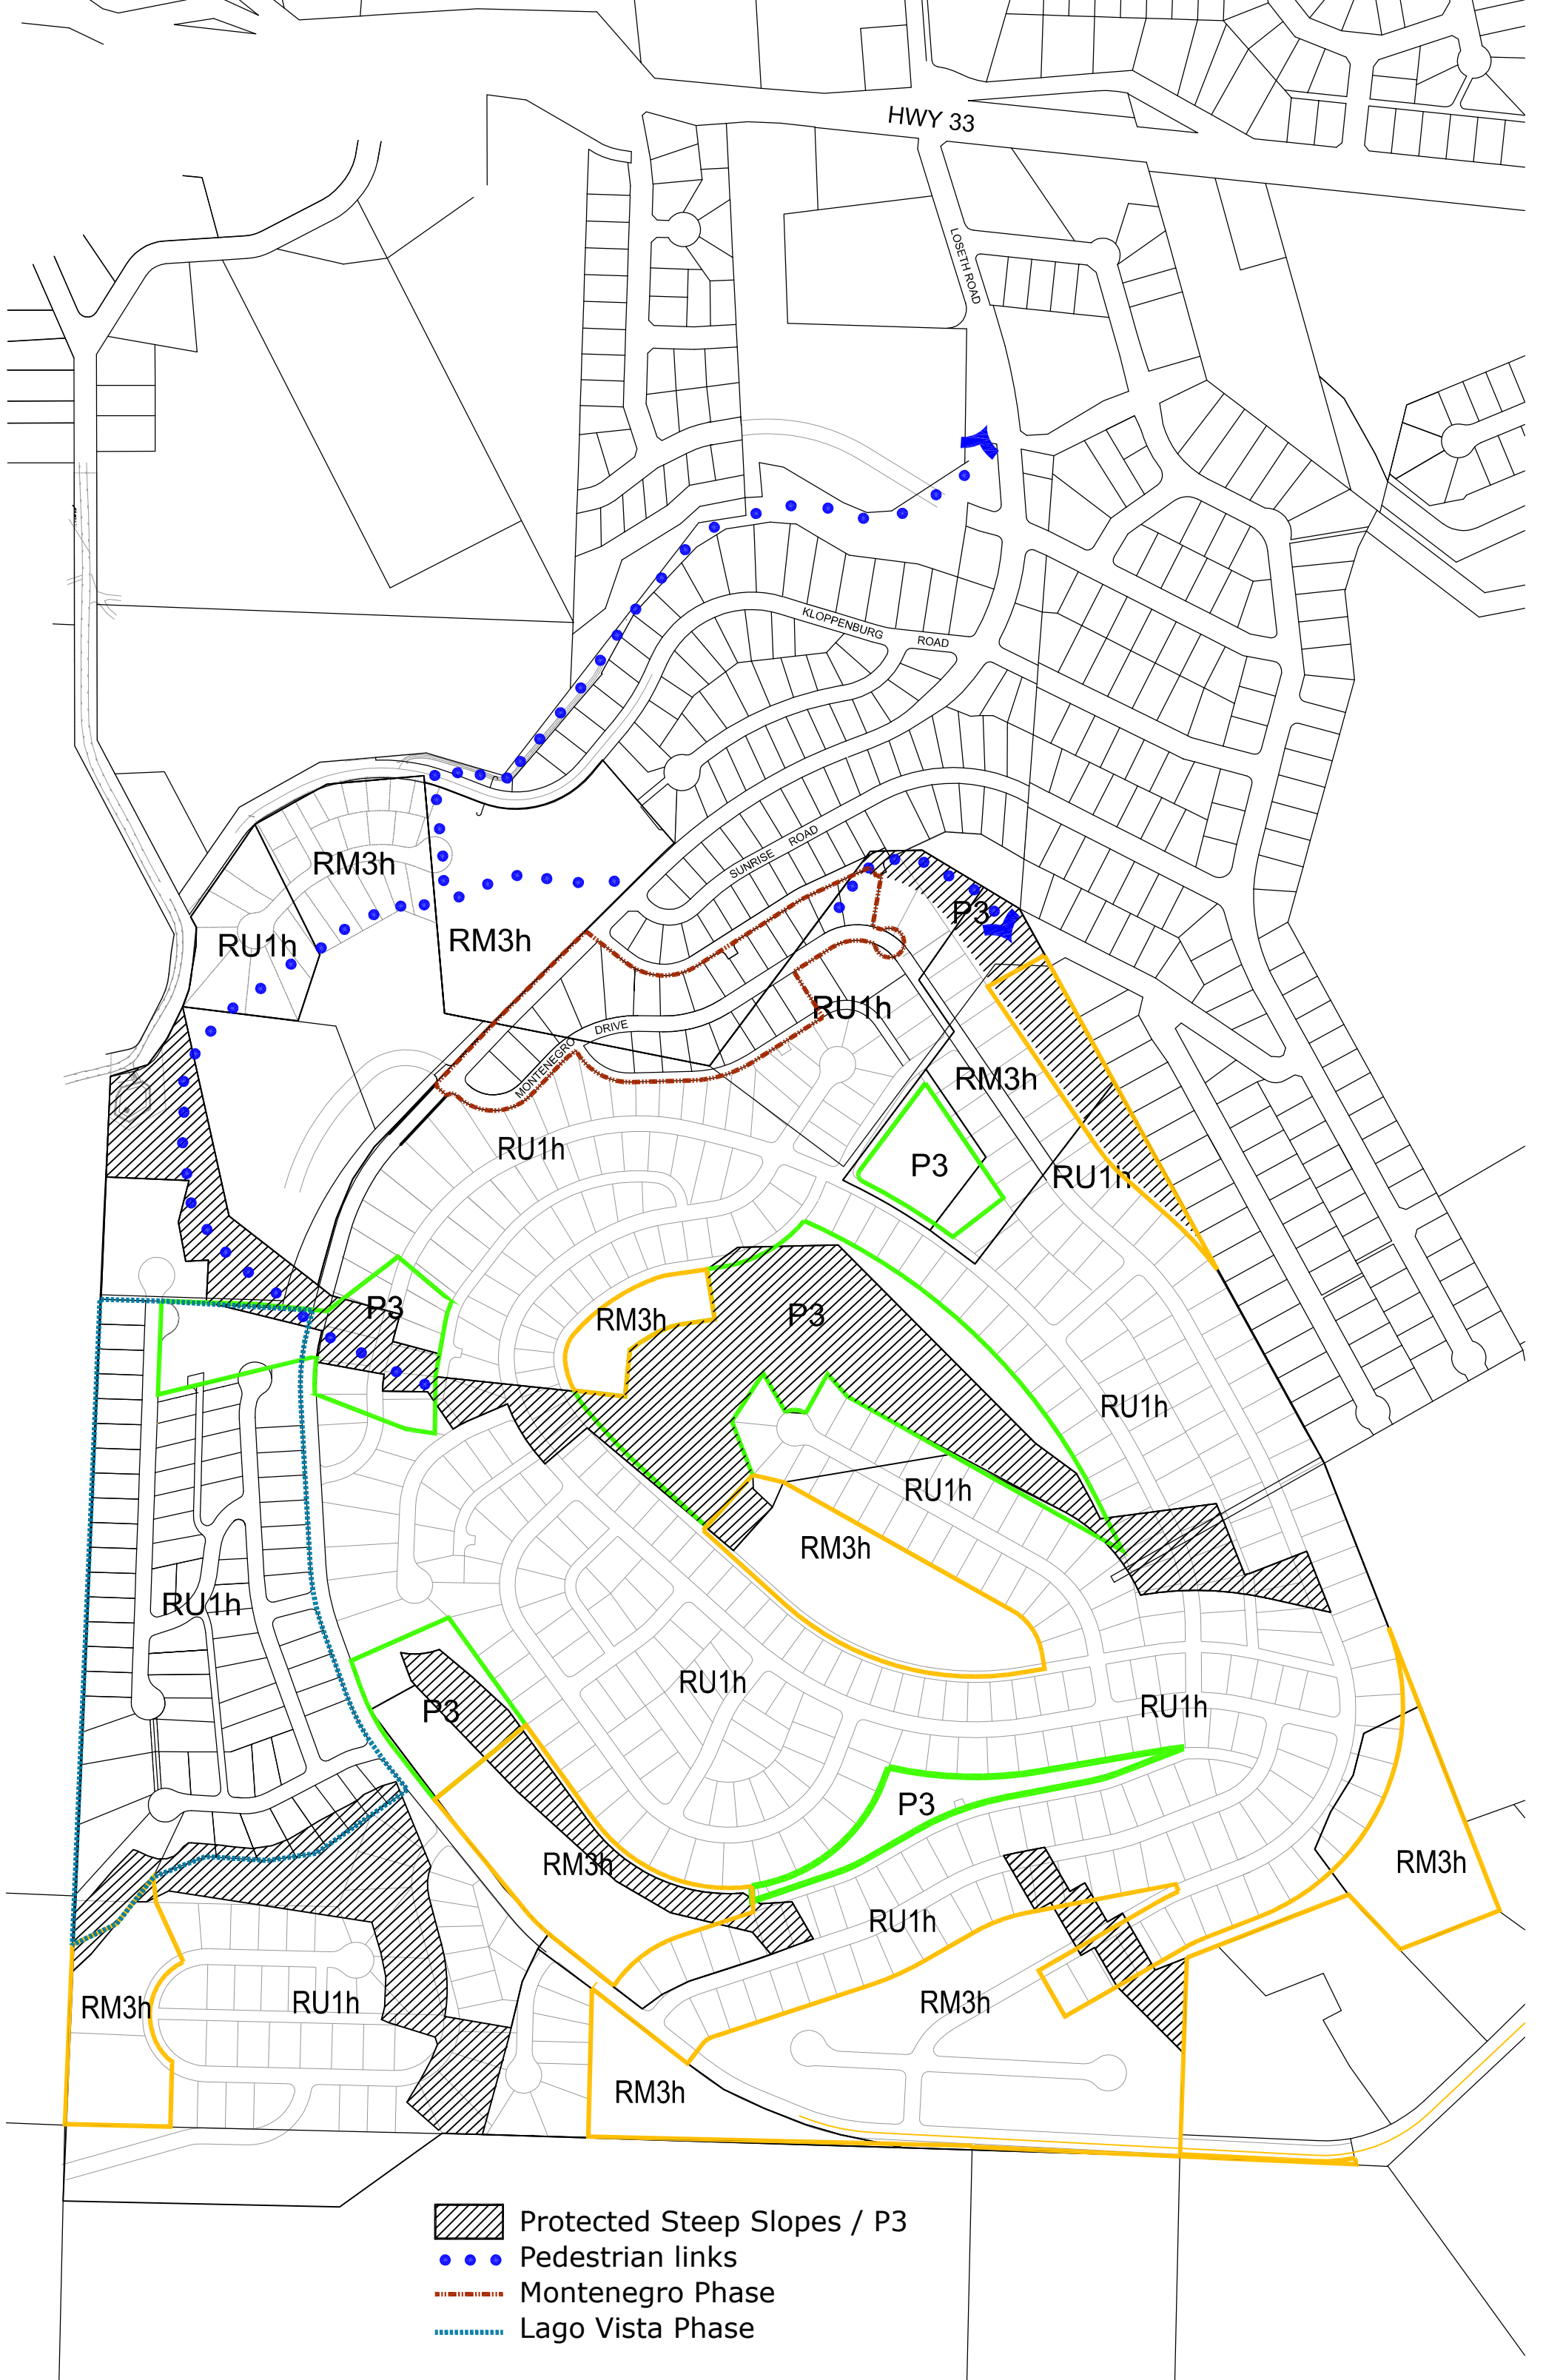 HWY 33
LOSETH ROAD
KLOPPENBURG ROAD
SUNRISE ROAD
RM3h
P3
RU1h
RM3h
RU1h
DRIVE
MONTENEGRO
RM3h
RU1h
P3
RU1h
P3
RM3h
P3
RU1h
RU1h
RM3h
RU1h
RU1h
RU1h
P3
P3
RM3h
RM3h
RU1h
RM3h
RU1h
RM3h
RM3h
Protected Steep Slopes / P3
Pedestrian links
Montenegro Phase
Lago Vista Phase